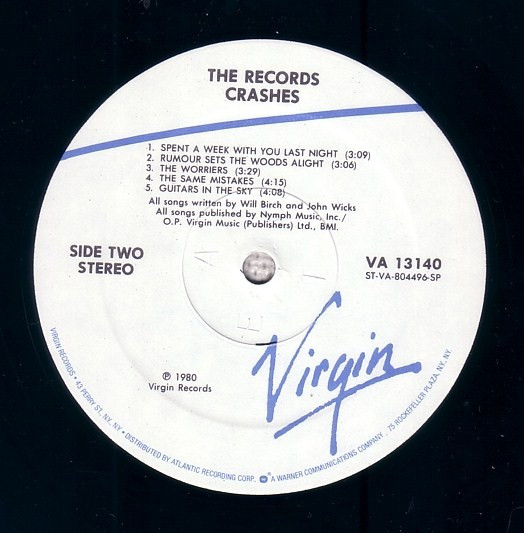 THE RECORDS
CRASHES
1. SPENT A WEEK WITH YOU LAST NIGHT (3:09)
2. RUMOUR SETS THE WOODS ALIGHT (3:06)
3. THE WORRIERS (3:29)
4. THE SAME MISTAKES (4:15)
5. GUITARS IN THE SKY (4:08)
All songs written by Will Birch and John Wicks
All songs published by Nymph Music, Inc./
O.P. Virgin Music (Publishers) Ltd., BMI.
SIDE TWO
STEREO
VA 13140
ST-VA-804496-SP
℗ 1980
Virgin Records
Virgin
VIRGIN RECORDS • 43 PERRY ST. NY, NY • DISTRIBUTED BY ATLANTIC RECORDING CORP., A WARNER COMMUNICATIONS COMPANY. 75 ROCKEFELLER PLAZA, NY. NY.